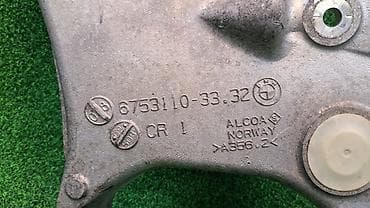 6753110-33.32
CR 1
ALCOA
NORWAY
>A356.2<